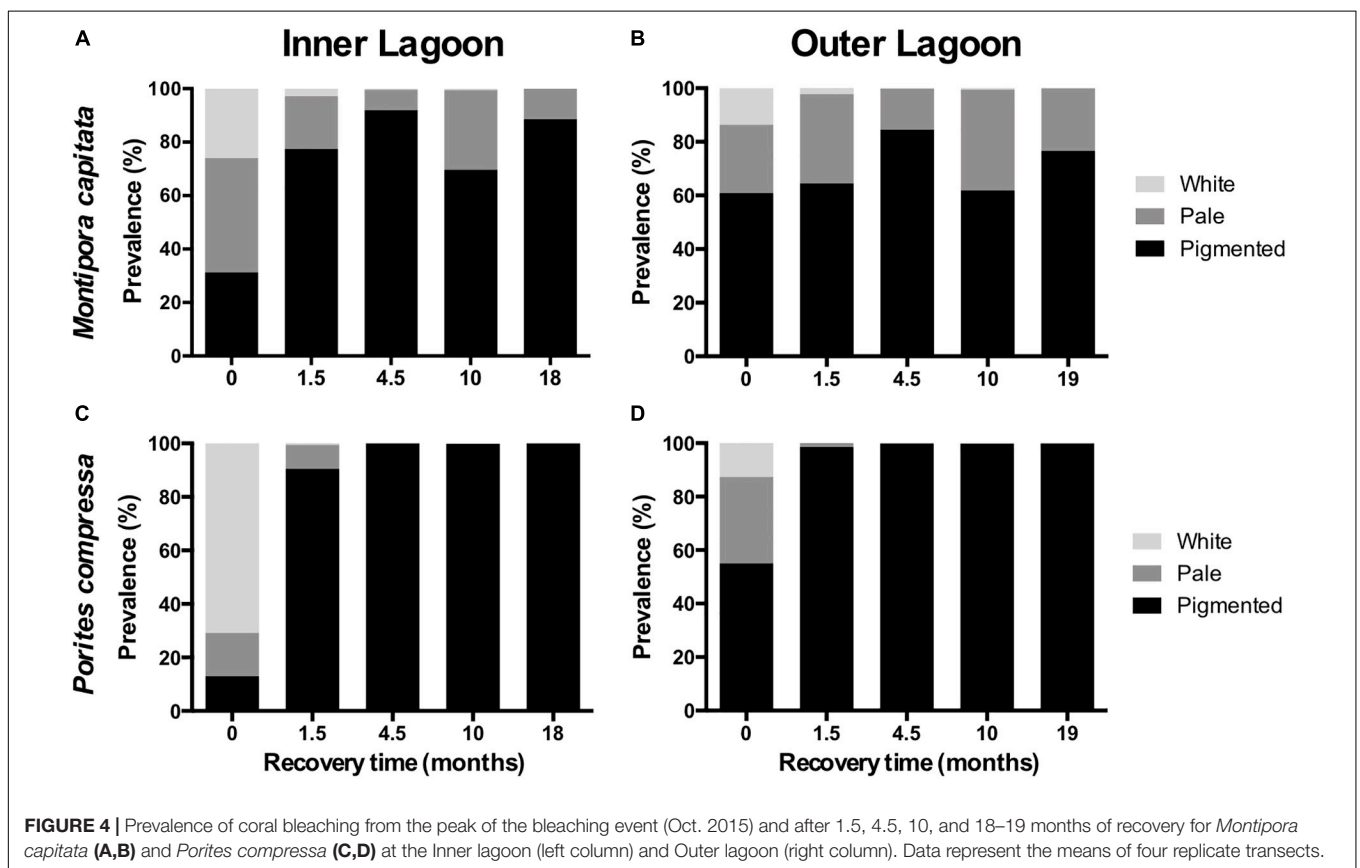 A
Inner Lagoon
B
Outer Lagoon
Montipora capitata
Prevalence (%)
100
80
60
40
20
0
0 1.5 4.5 10 18
Prevalence (%)
100
80
60
40
20
0
0 1.5 4.5 10 19
White
Pale
Pigmented
C
D
Porites compressa
Prevalence (%)
100
80
60
40
20
0
0 1.5 4.5 10 18
Recovery time (months)
Prevalence (%)
100
80
60
40
20
0
0 1.5 4.5 10 19
Recovery time (months)
White
Pale
Pigmented
FIGURE 4 | Prevalence of coral bleaching from the peak of the bleaching event (Oct. 2015) and after 1.5, 4.5, 10, and 18–19 months of recovery for Montipora
capitata (A,B) and Porites compressa (C,D) at the Inner lagoon (left column) and Outer lagoon (right column). Data represent the means of four replicate transects.